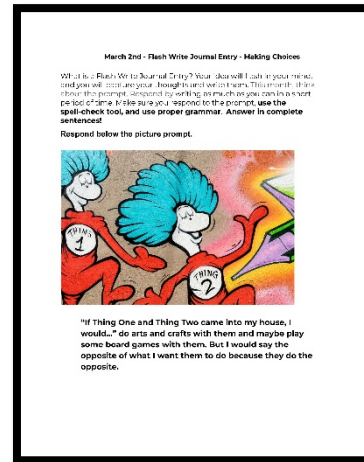 March 2nd - Flash Write Journal Entry - Making Choices
What is a Flash Write Journal Entry? Your idea will flash in your mind,
and you will capture your thoughts and write them. This month, think
about the prompt. Respond by writing as much as you can in a short
period of time. Make sure you respond to the prompt, use the
spell-check tool, and use proper grammar. Answer in complete
sentences!
Respond below the picture prompt.
THING
1
THING
2
"If Thing One and Thing Two came into my house, I
would..." do arts and crafts with them and maybe play
some board games with them. But I would say the
opposite of what I want them to do because they do the
opposite.